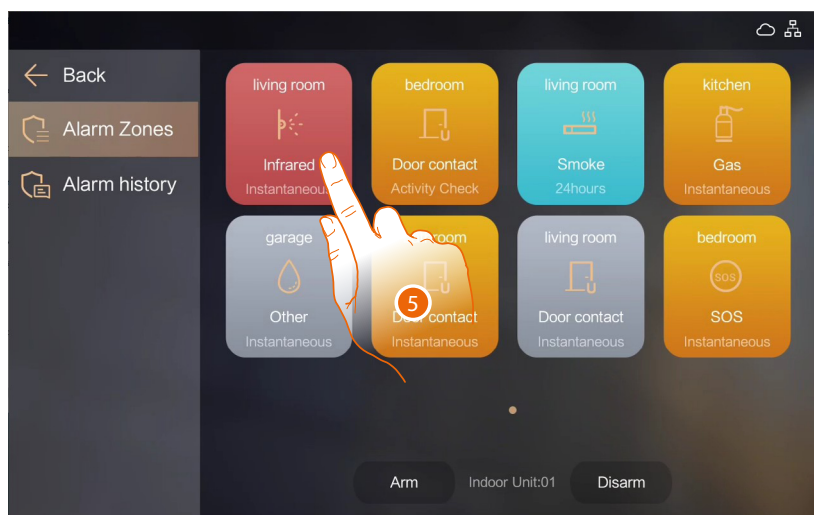 Back
Alarm Zones
Alarm history
living room
Infrared
Instantaneous
bedroom
Door contact
Activity Check
living room
Smoke
24hours
kitchen
Gas
Instantaneous
garage
Other
Instantaneous
room
Door contact
Instantaneous
living room
Door contact
Instantaneous
bedroom
SOS
SOS
Instantaneous
5
Arm
Indoor Unit:01
Disarm